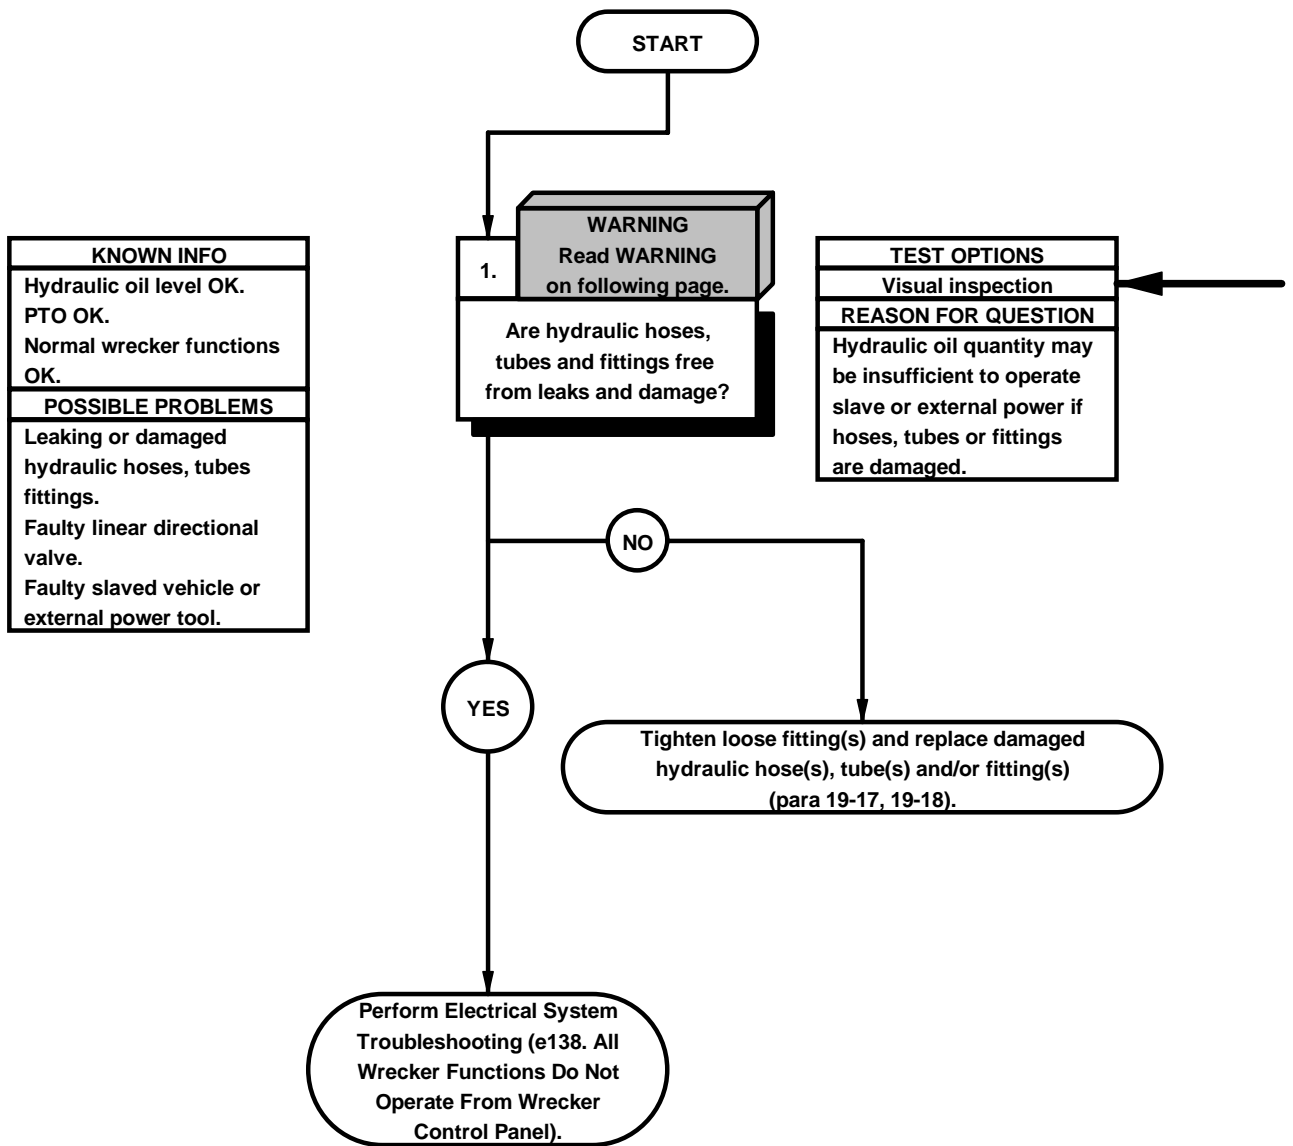 START
KNOWN INFO
Hydraulic oil level OK.
PTO OK.
Normal wrecker functions
OK.
POSSIBLE PROBLEMS
Leaking or damaged
hydraulic hoses, tubes
fittings.
Faulty linear directional
valve.
Faulty slaved vehicle or
external power tool.
1.
WARNING
Read WARNING
on following page.
Are hydraulic hoses,
tubes and fittings free
from leaks and damage?
TEST OPTIONS
Visual inspection
REASON FOR QUESTION
Hydraulic oil quantity may
be insufficient to operate
slave or external power if
hoses, tubes or fittings
are damaged.
NO
YES
Tighten loose fitting(s) and replace damaged
hydraulic hose(s), tube(s) and/or fitting(s)
(para 19-17, 19-18).
Perform Electrical System
Troubleshooting (e138. All
Wrecker Functions Do Not
Operate From Wrecker
Control Panel).